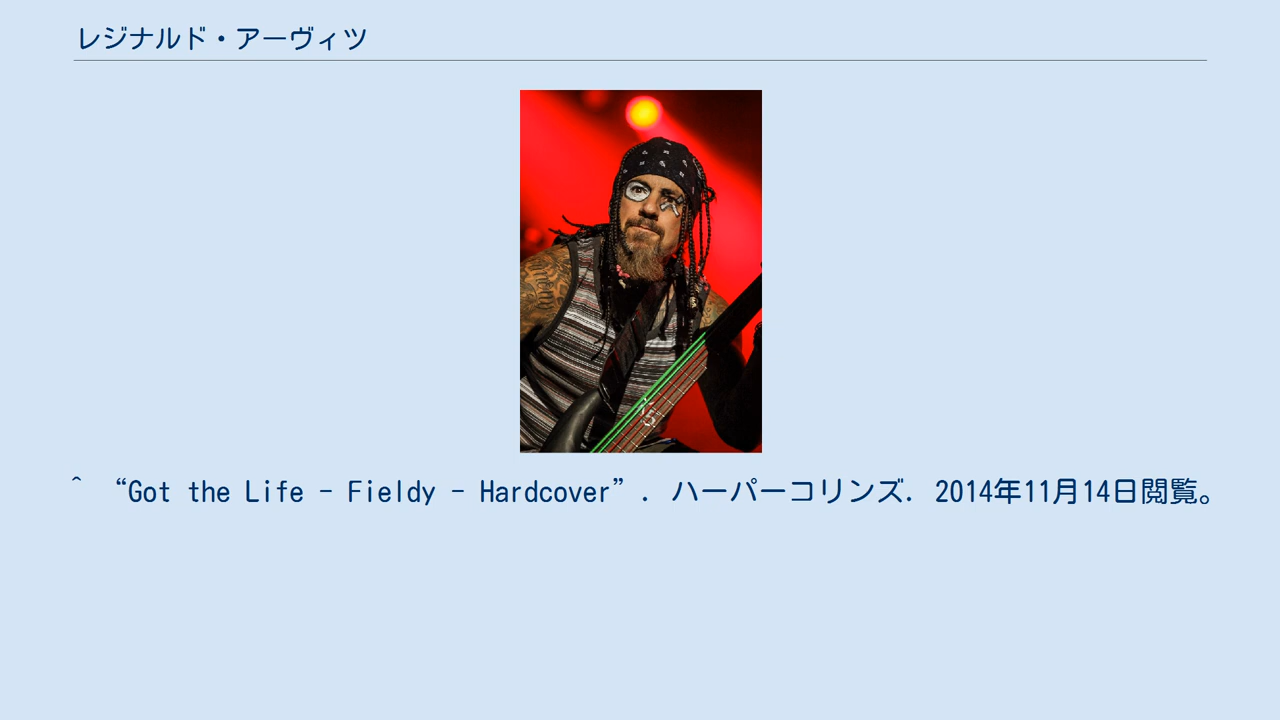 レジナルド・アーヴィツ
^ “Got the Life - Fieldy - Hardcover”. ハーパーコリンズ. 2014年11月14日閲覧。